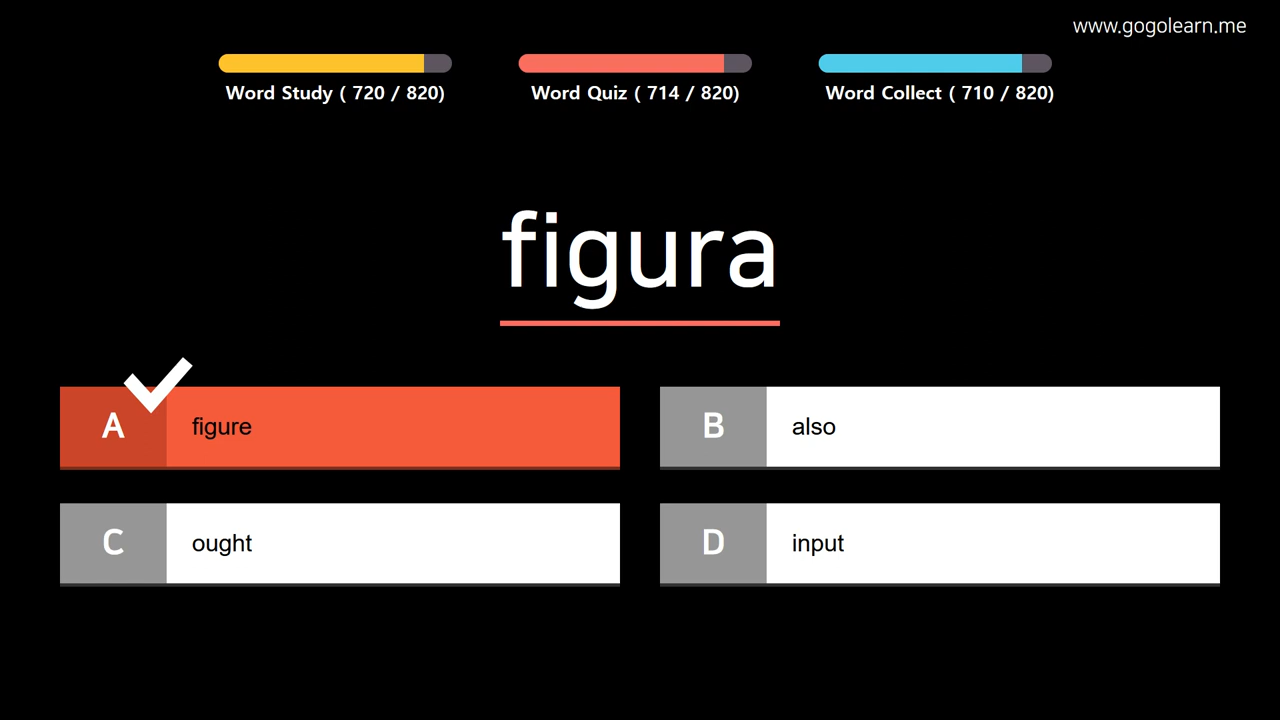 www.gogolearn.me
Word Study ( 720 / 820)
Word Quiz ( 714 / 820)
Word Collect ( 710 / 820)
figura
A figure
B also
C ought
D input